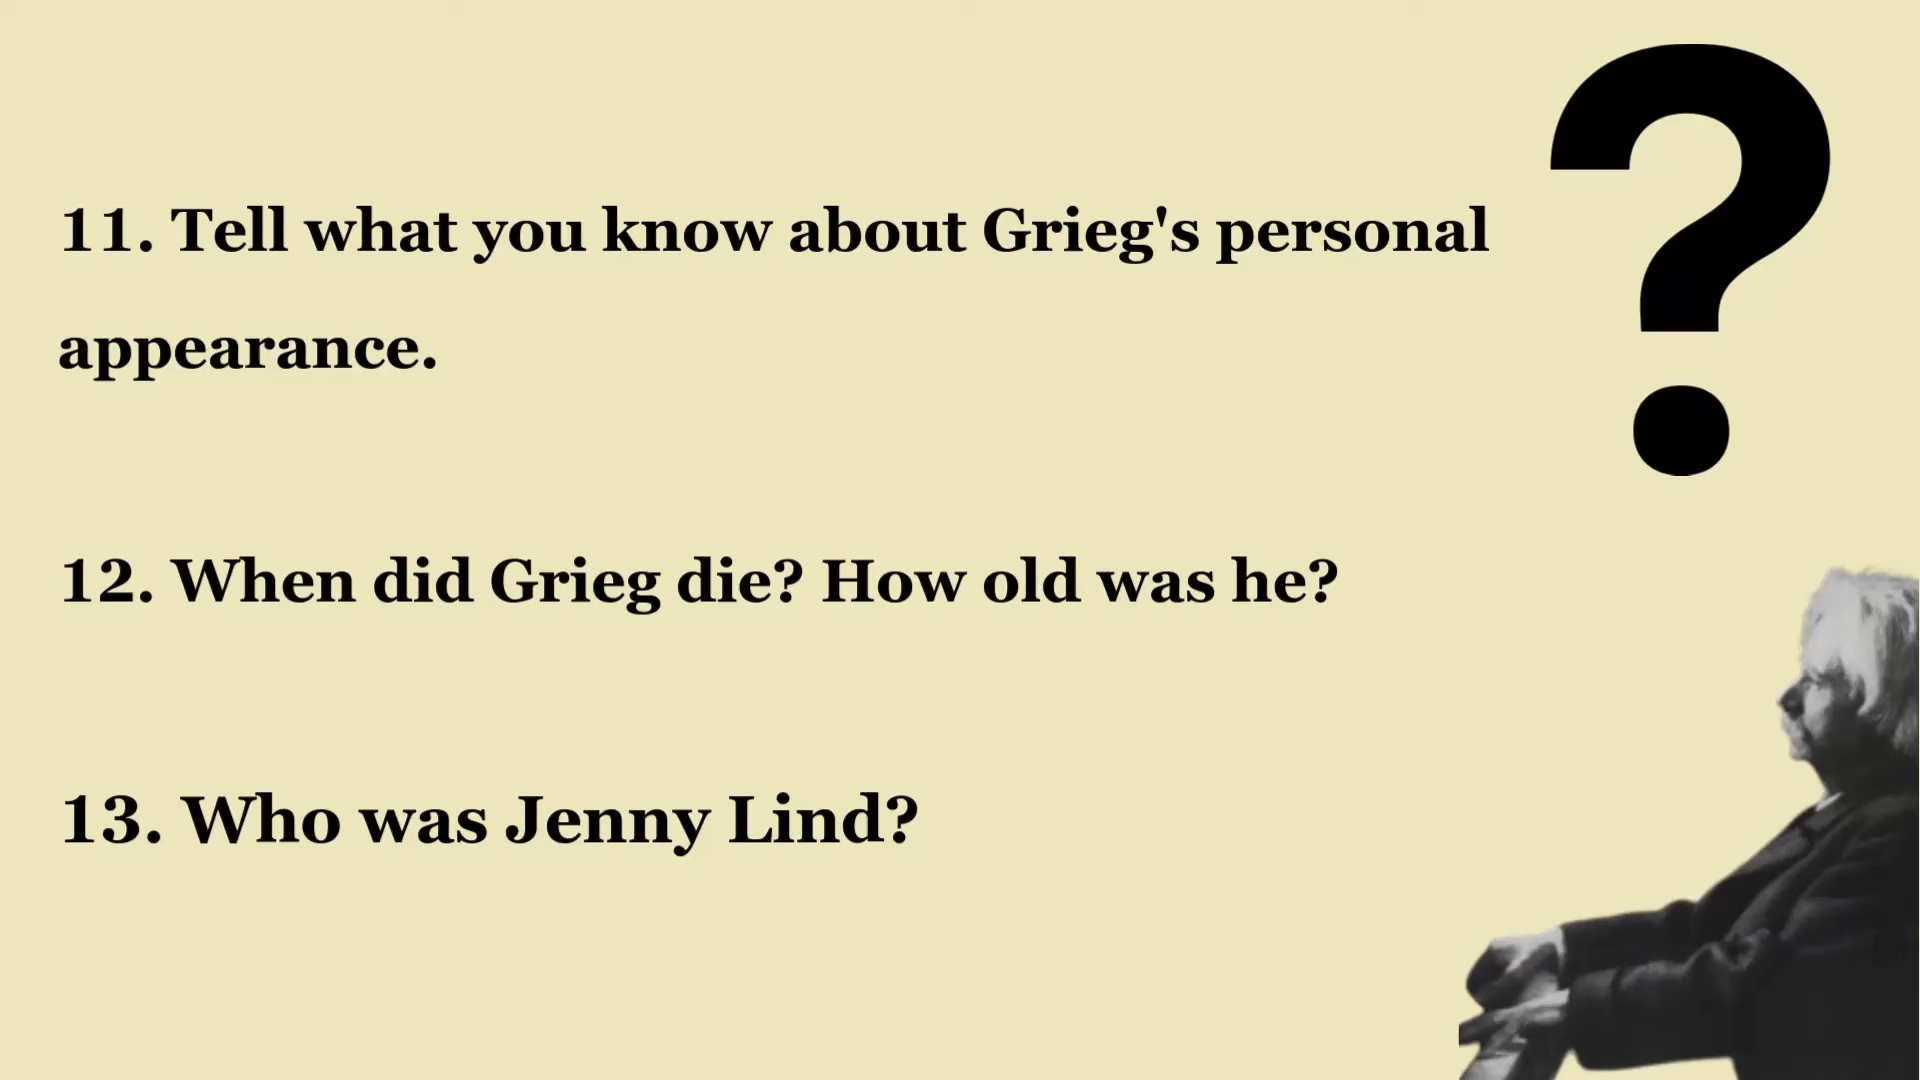 11. Tell what you know about Grieg's personal
appearance.
12. When did Grieg die? How old was he?
13. Who was Jenny Lind?
?